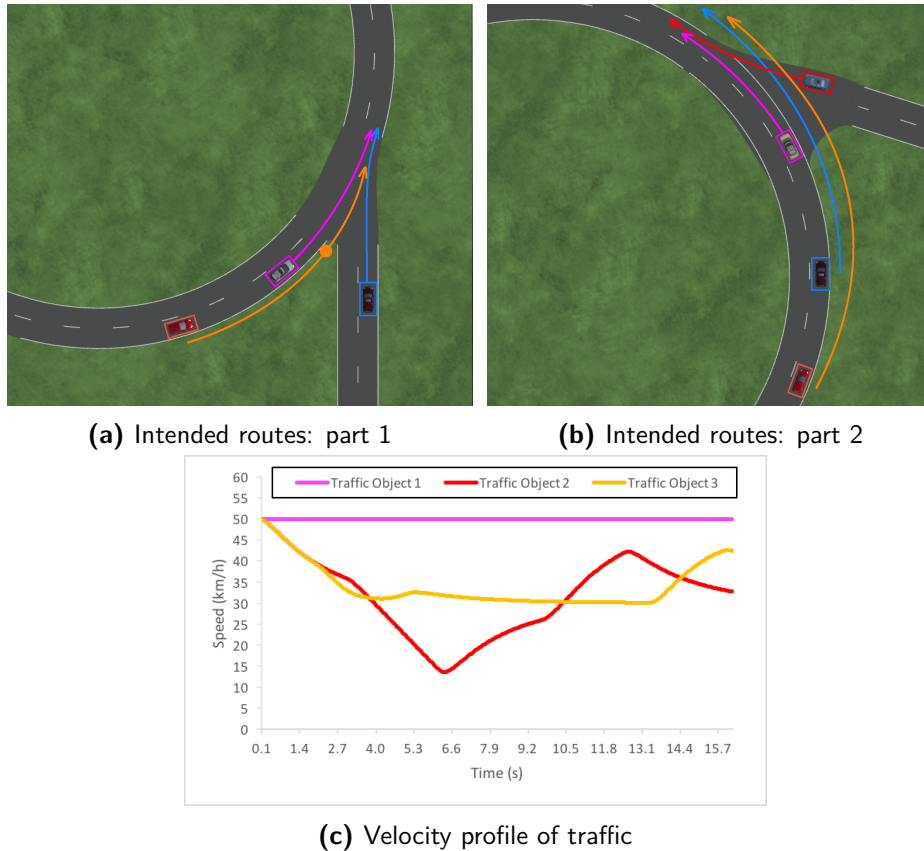 (a) Intended routes: part 1
(b) Intended routes: part 2
Traffic Object 1 Traffic Object 2 Traffic Object 3
60
55
50
45
40
35
30
25
20
15
10
5
0
Speed (km/h)
0.1 1.4 2.7 4.0 5.3 6.6 7.9 9.2 10.5 11.8 13.1 14.4 15.7
Time (s)
(c) Velocity profile of traffic